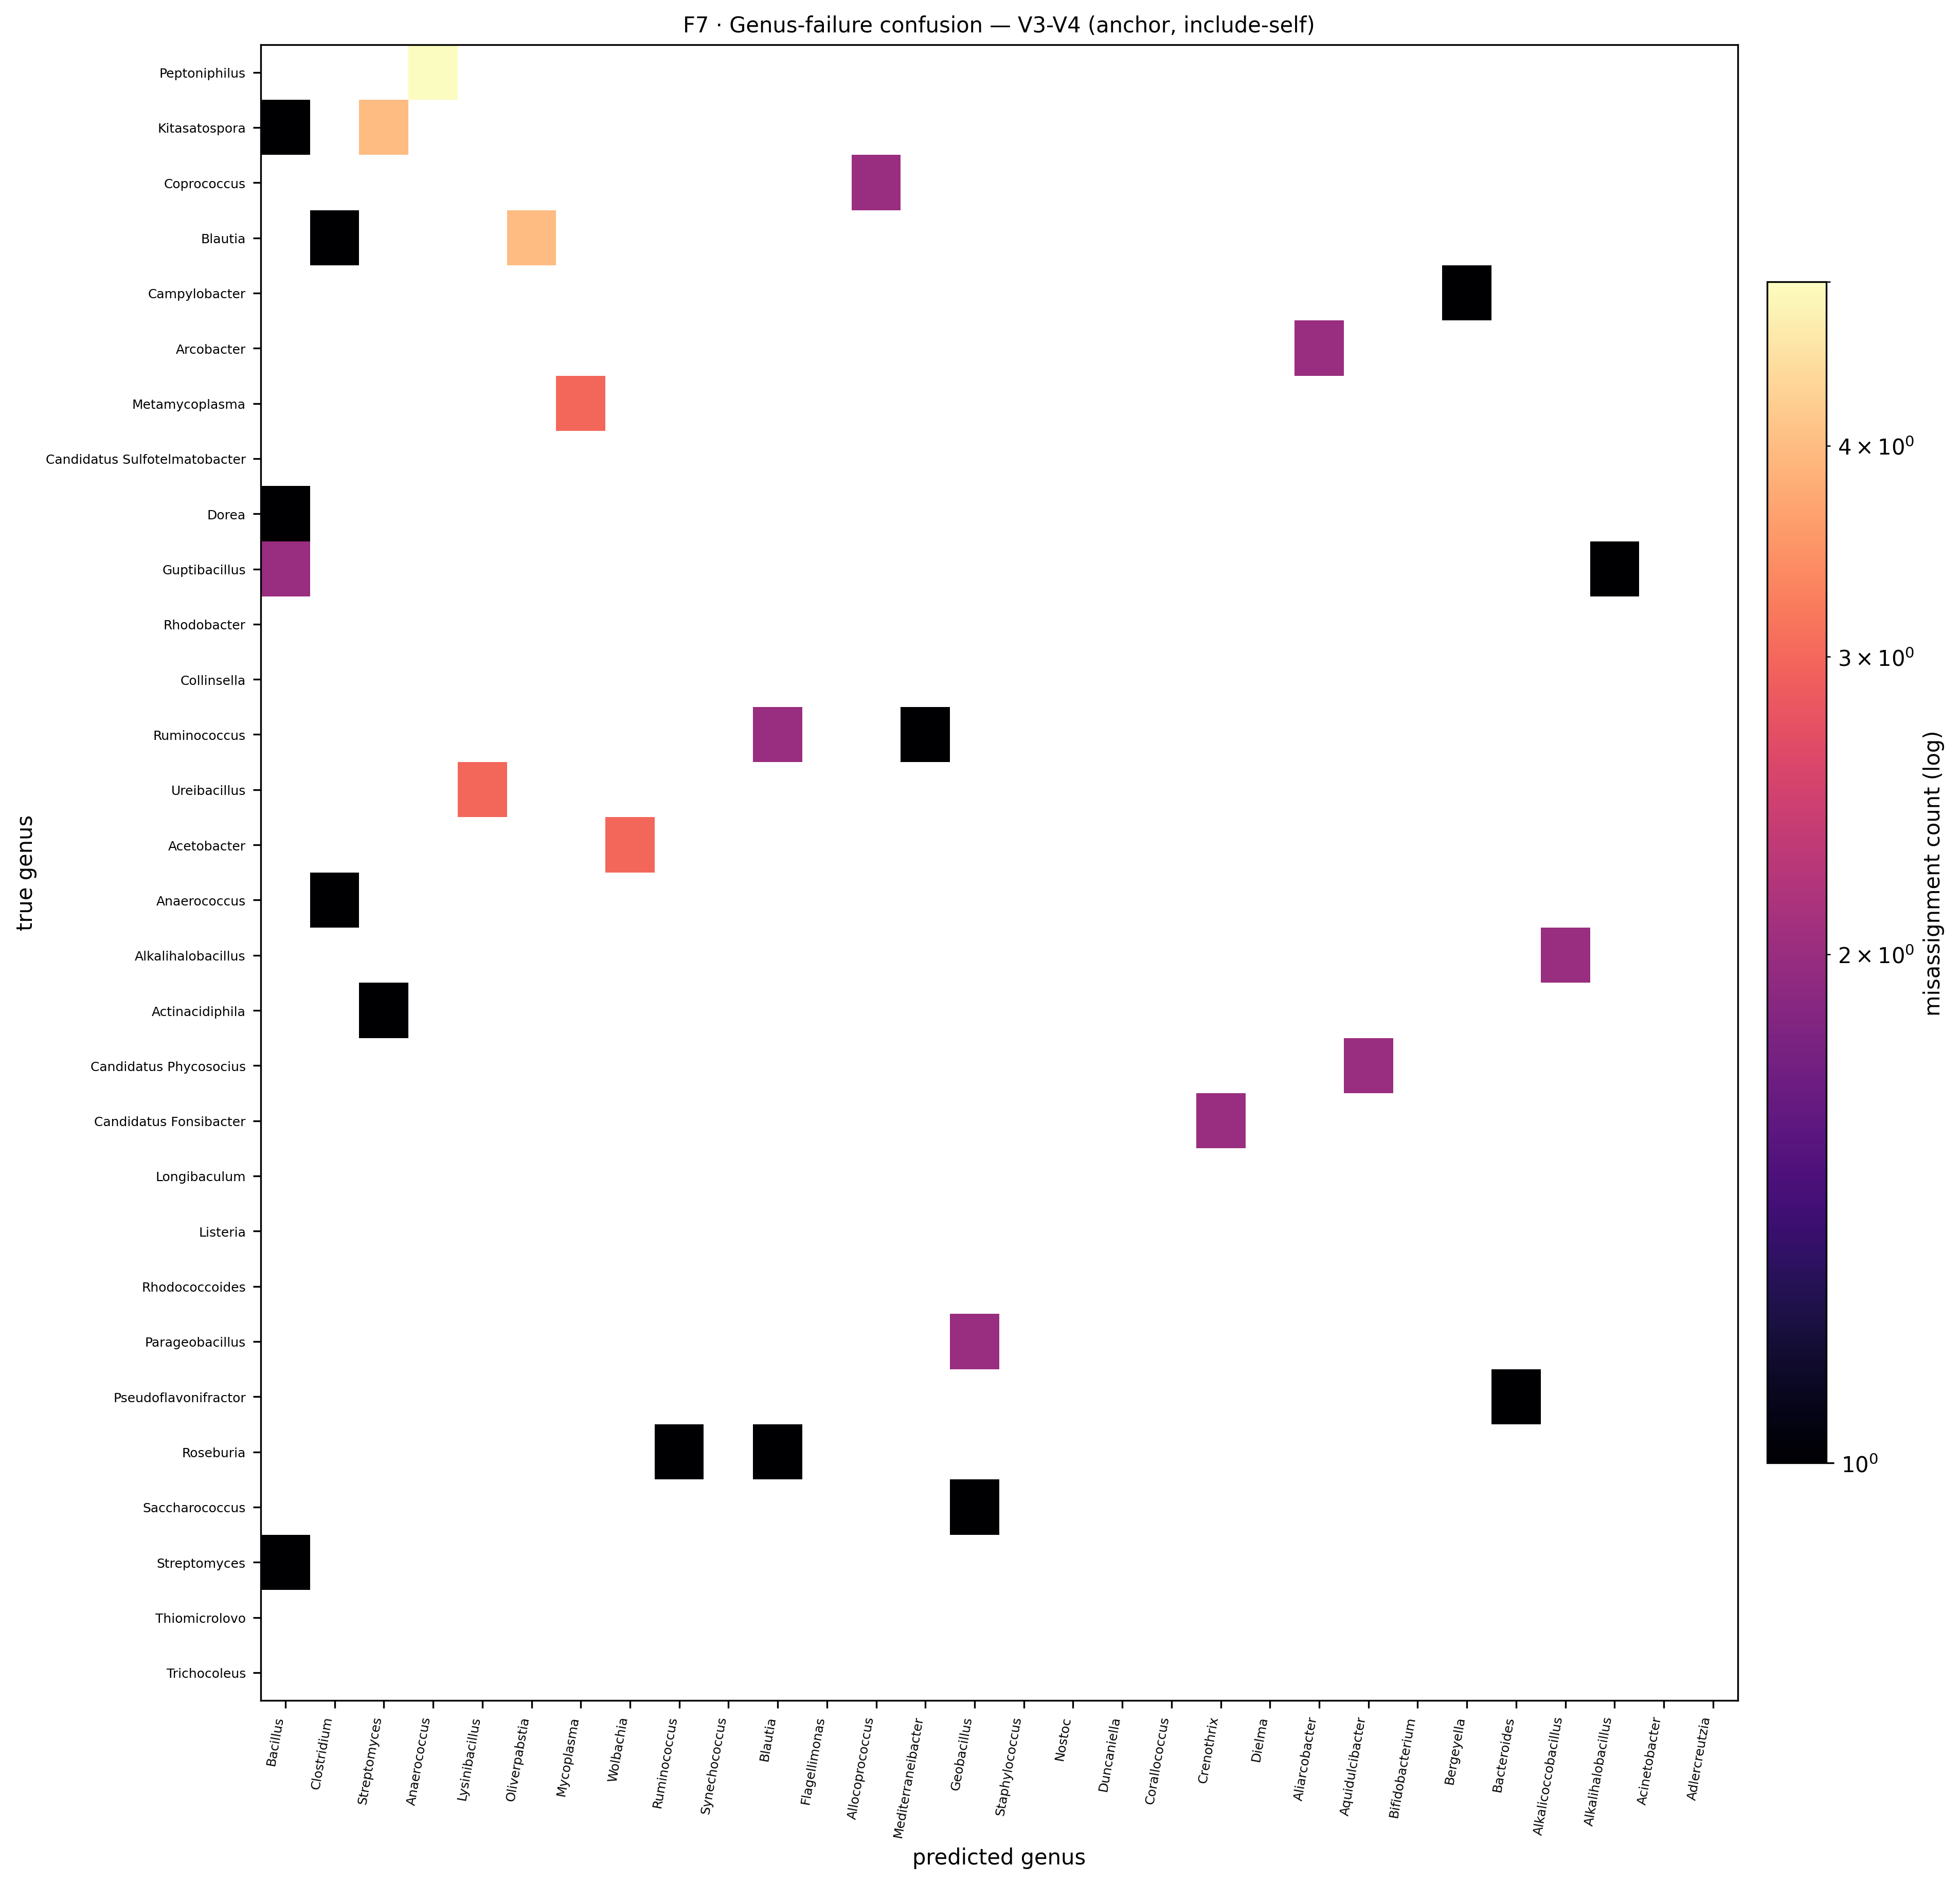 F7 · Genus-failure confusion — V3-V4 (anchor, include-self)
true genus
Peptoniphilus
Kitasatospora
Coprococcus
Blautia
Campylobacter
Arcobacter
Metamycoplasma
Candidatus Sulfotelmatobacter
Dorea
Guptibacillus
Rhodobacter
Collinsella
Ruminococcus
Ureibacillus
Acetobacter
Anaerococcus
Alkalihalobacillus
Actinacidiphila
Candidatus Phycosocius
Candidatus Fonsibacter
Longibaculum
Listeria
Rhodococcoides
Parageobacillus
Pseudoflavonifractor
Roseburia
Saccharococcus
Streptomyces
Thiomicrolovo
Trichocoleus
Bacillus
Clostridium
Streptomyces
Anaerococcus
Lysinibacillus
Oliverpabstia
Mycoplasma
Wolbachia
Ruminococcus
Synechococcus
Blautia
Flagellimonas
Allocoprococcus
Mediterraneibacter
Geobacillus
Staphylococcus
Nostoc
Duncaniella
Corallococcus
Crenothrix
Dielma
Aliarcobacter
Aquidulcibacter
Bifidobacterium
Bergeyella
Bacteroides
Alkalicoccobacillus
Alkalihalobacillus
Acinetobacter
Adlercreutzia
predicted genus
4 × 10⁰
3 × 10⁰
2 × 10⁰
10⁰
misassignment count (log)